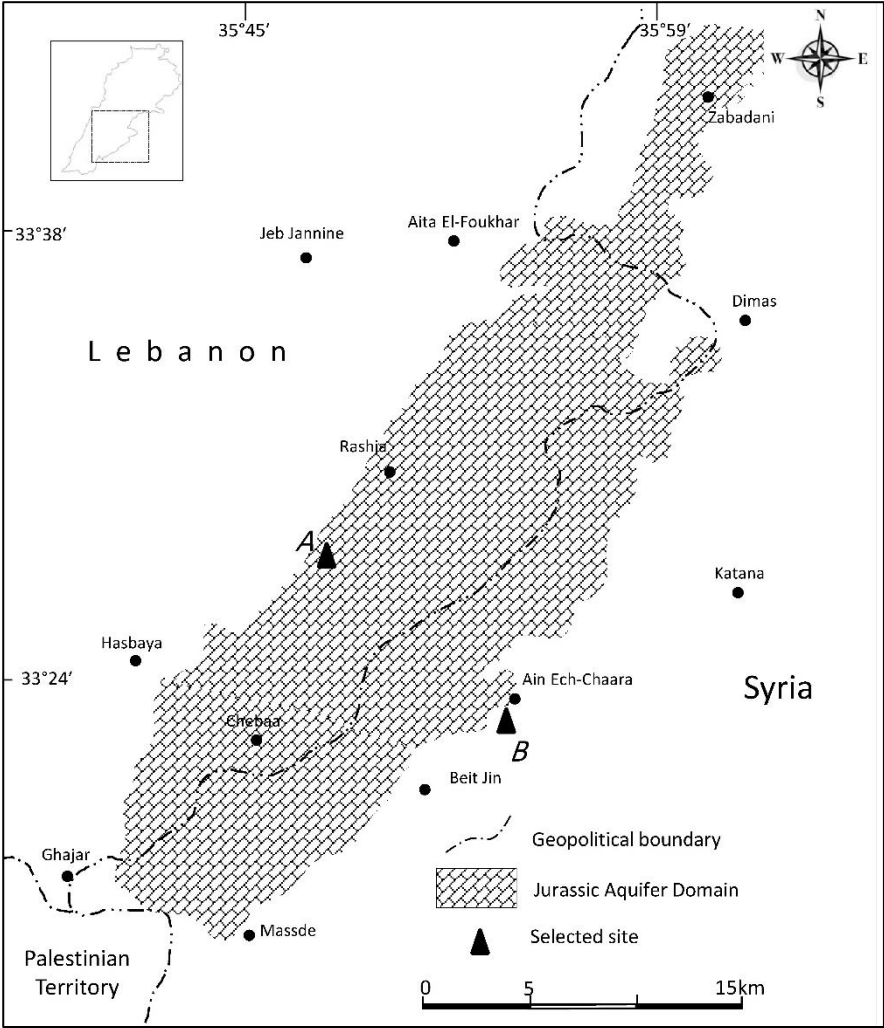 35°45′
35°59′
N
W E
S
Zabadani
33°38′
Jeb Jannine
Aita El-Foukhar
Dimas
Lebanon
Rashia
A
Katana
Hasbaya
33°24′
Ain Ech-Chaara
Syria
Chebaa
B
Beit Jin
Geopolitical boundary
Ghajar
Jurassic Aquifer Domain
Massde
Selected site
Palestinian
Territory
0 5 15km